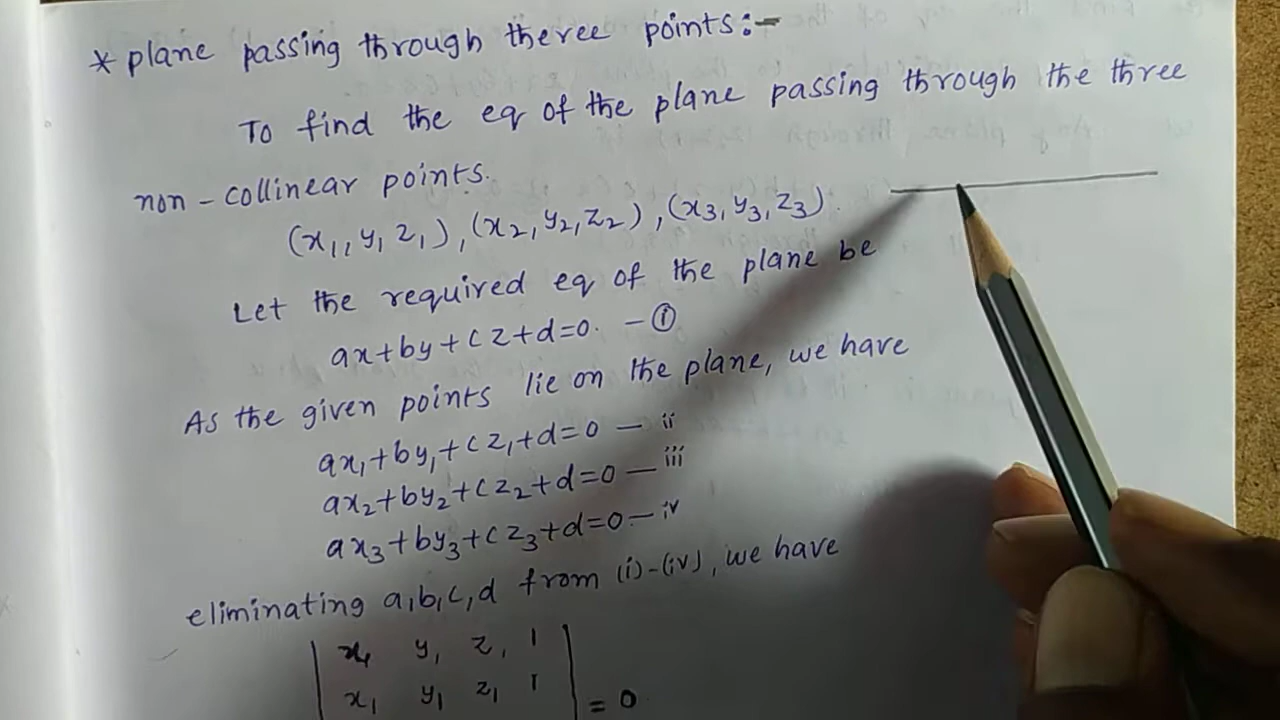 * plane passing through theree points:-
To find the eq of the plane passing through the three
non-collinear points.
(x₁, y₁ z₁), (x₂, y₂, z₂), (x₃, y₃, z₃).
Let the required eq of the plane be
ax+by+cz+d=0. -①
As the given points lie on the plane, we have
ax₁+by₁+cz₁+d=0 — ii
ax₂+by₂+cz₂+d=0 — iii
ax₃+by₃+cz₃+d=0 — iv
eliminating a,b,c,d from (i)-(iv), we have
y, z, 1
x₁ y₁ z₁ 1
= 0